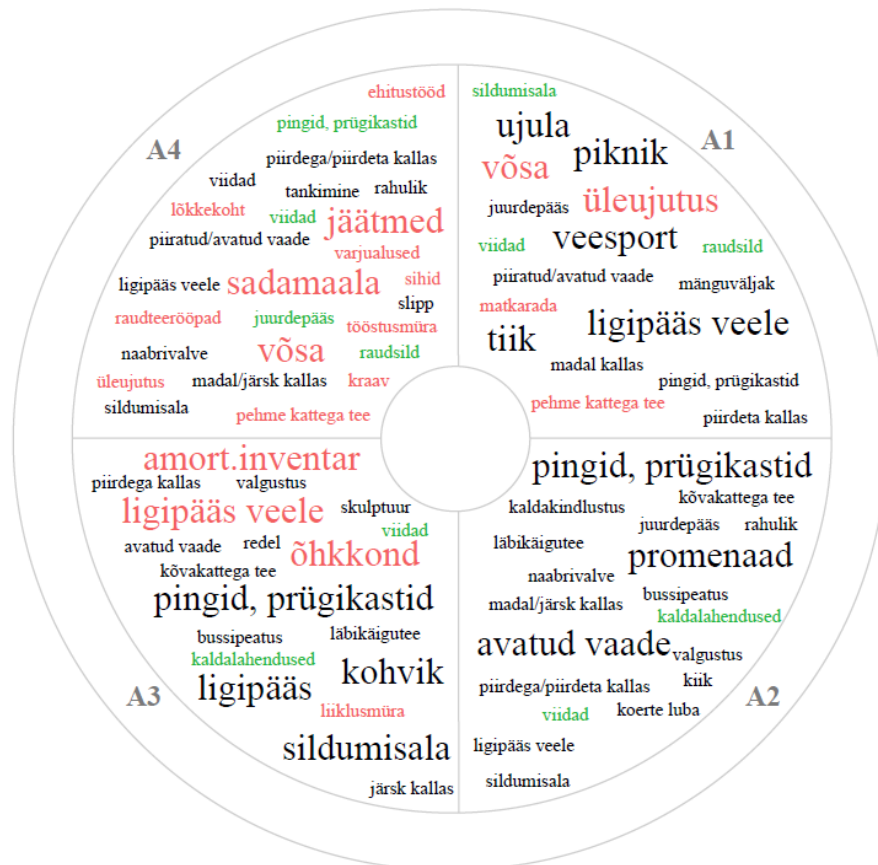 A4
ehitustööd
pingid, prügikastid
piirdega/piirdeta kallas
viidad
tankimine
rahulik
lõkkekoht
viidad
jäätmed
piiratud/avatud vaade
varjualused
ligipääs veele
sadamaala
sihid
slipp
raudteerööpad
juurdepääs
tööstusmüra
naabrivalve
võsa
raudsild
üleujutus
madal/järsk kallas
kraav
sildumisala
pehme kattega tee
A1
sildumisala
ujula
piknik
võsa
juurdepääs
üleujutus
viidad
veesport
raudsild
piiratud/avatud vaade
mänguväljak
matkarada
tiik
ligipääs veele
madal kallas
pingid, prügikastid
pehme kattega tee
piirdeta kallas
A3
amort.inventar
piirdega kallas
valgustus
ligipääs veele
skulptuur
viidad
avatud vaade
redel
õhkkond
kõvakattega tee
pingid, prügikastid
bussipeatus
läbikäigutee
kaldalahendused
kohvik
ligipääs
liiklusmüra
sildumisala
järsk kallas
A2
pingid, prügikastid
kõvakattega tee
kaldakindlustus
juurdepääs
rahulik
läbikäigutee
promenaad
naabrivalve
bussipeatus
madal/järsk kallas
kaldalahendused
avatud vaade
valgustus
kiik
piirdega/piirdeta kallas
koerte luba
viidad
ligipääs veele
sildumisala